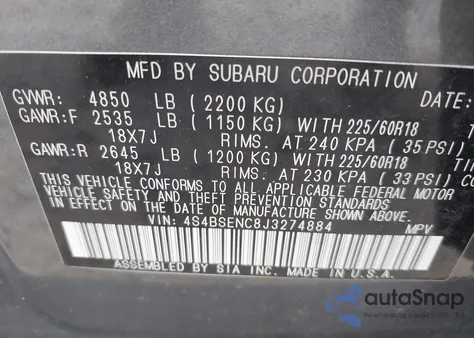 MFD BY SUBARU CORPORATION DATE:
GVWR: 4850 LB (2200 KG)
GAWR:F 2535 LB (1150 KG) WITH 225/60R18
18X7J RIMS. AT 240 KPA (35 PSI)
GAWR:R 2645 LB (1200 KG) WITH 225/60R18
18X7J RIMS. AT 230 KPA (33 PSI)
THIS VEHICLE CONFORMS TO ALL APPLICABLE FEDERAL MOTOR
VEHICLE SAFETY AND THEFT PREVENTION STANDARDS
IN EFFECT ON THE DATE OF MANUFACTURE SHOWN ABOVE.
VIN: 4S4BSENC8J3274884 MPV
ASSEMBLED BY SIA INC. MADE IN U.S.A.
autoSnap